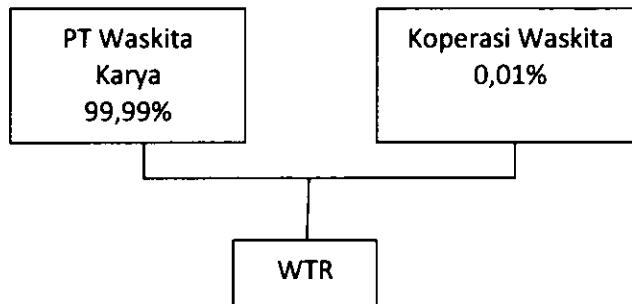 PT Waskita
Karya
99,99%
Koperasi Waskita
0,01%
WTR